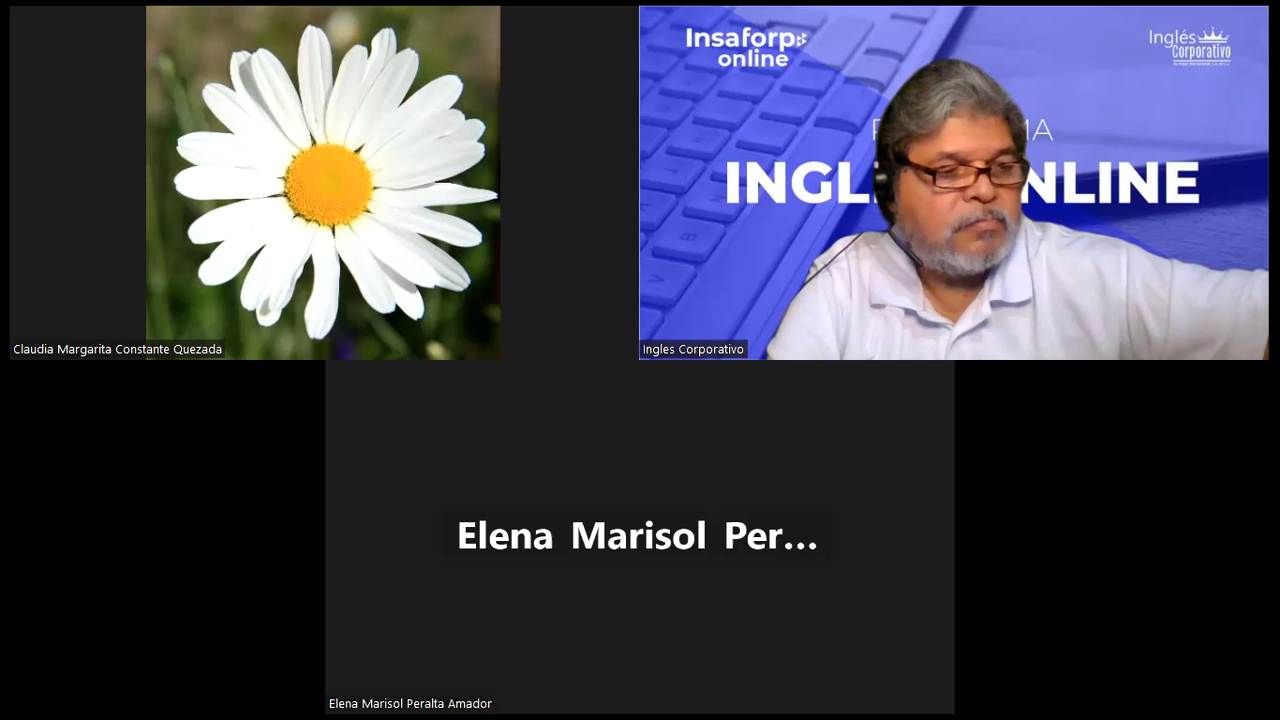 Claudia Margarita Constante Quezada
Insaforp
online
Inglés
Corporativo
INGL NLINE
Ingles Corporativo
Elena Marisol Per...
Elena Marisol Peralta Amador